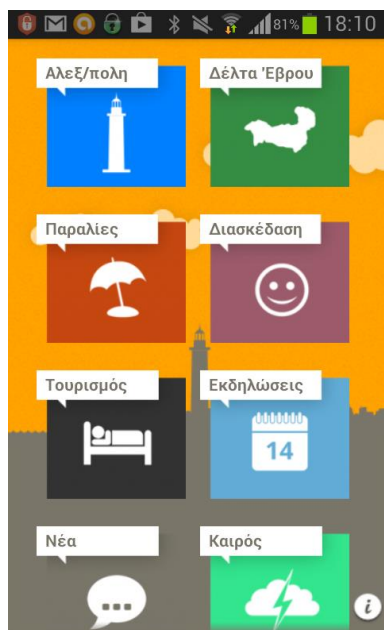 81% 18:10
Αλεξ/πολη
Δέλτα Έβρου
Παραλίες
Διασκέδαση
Τουρισμός
Εκδηλώσεις
14
Νέα
Καιρός
i